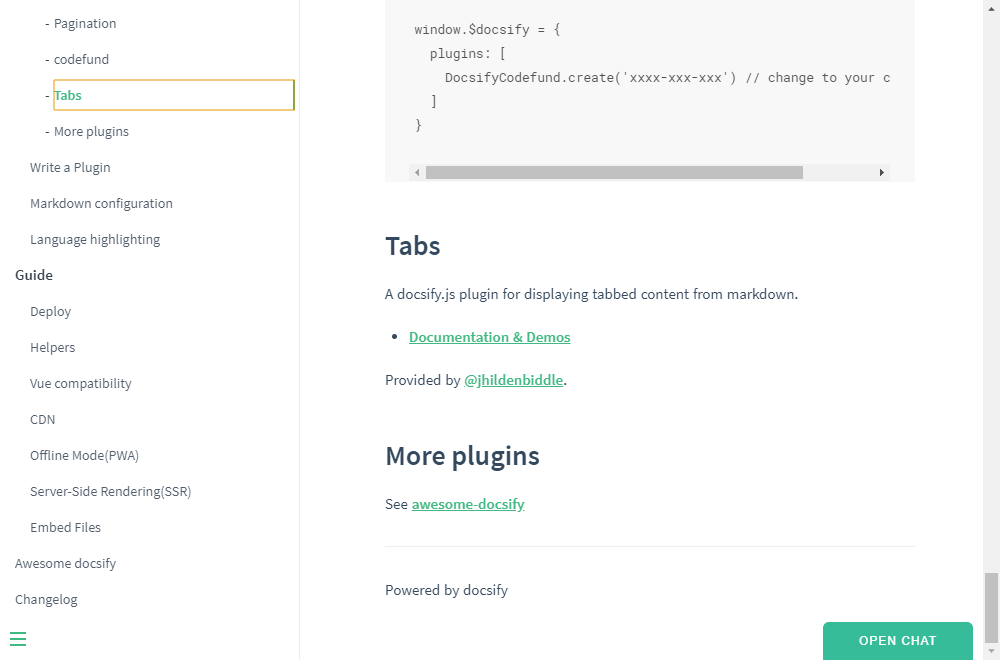 - Pagination
- codefund
- Tabs
- More plugins
Write a Plugin
Markdown configuration
Language highlighting
Guide
Deploy
Helpers
Vue compatibility
CDN
Offline Mode(PWA)
Server-Side Rendering(SSR)
Embed Files
Awesome docsify
Changelog
window.$docsify = {
plugins: [
DocsifyCodefund.create('xxxx-xxx-xxx') // change to your c
]
}
Tabs
A docsify.js plugin for displaying tabbed content from markdown.
• Documentation & Demos
Provided by @jhildenbiddle.
More plugins
See awesome-docsify
Powered by docsify
OPEN CHAT